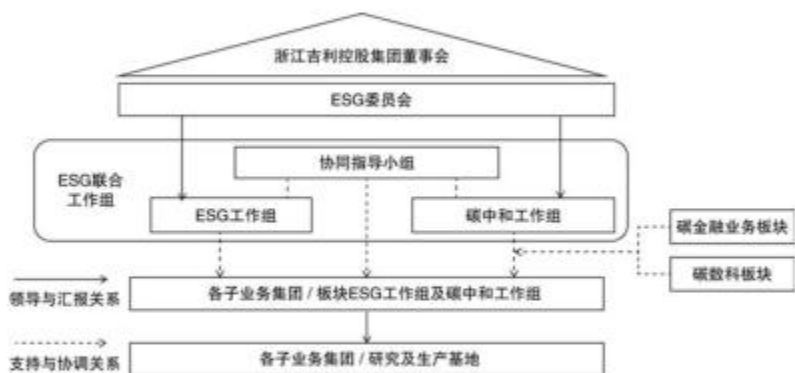 浙江吉利控股集团董事会
ESG委员会
协同指导小组
ESG联合
工作组
ESG工作组
碳中和工作组
碳金融业务板块
碳数科板块
领导与汇报关系
各子业务集团 / 板块ESG工作组及碳中和工作组
支持与协调关系
各子业务集团 / 研究及生产基地